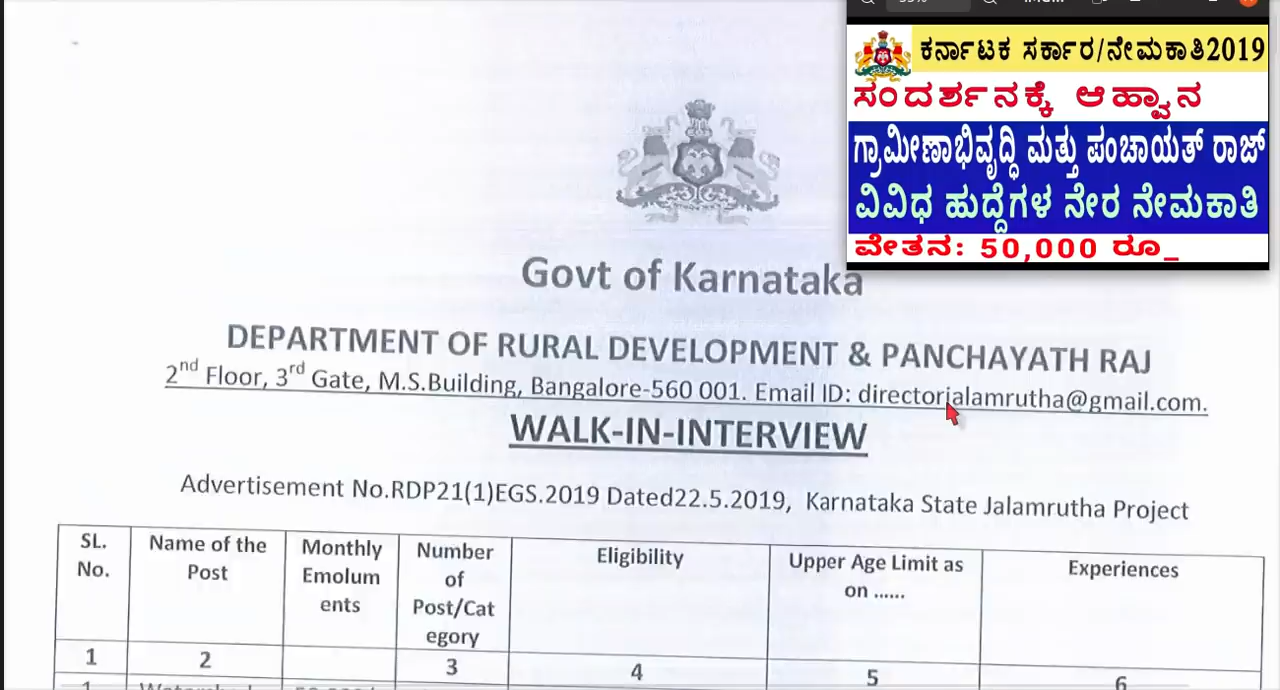 ಕರ್ನಾಟಕ ಸರ್ಕಾರ/ನೇಮಕಾತಿ2019
ಸಂದರ್ಶನಕ್ಕೆ ಆಹ್ವಾನ
ಗ್ರಾಮೀಣಾಭಿವೃದ್ಧಿ ಮತ್ತು ಪಂಚಾಯತ್ ರಾಜ್
ವಿವಿಧ ಹುದ್ದೆಗಳ ನೇರ ನೇಮಕಾತಿ
ವೇತನ: 50,000 ರೂ_
Govt of Karnataka
DEPARTMENT OF RURAL DEVELOPMENT & PANCHAYATH RAJ
2nd Floor, 3rd Gate, M.S.Building, Bangalore-560 001. Email ID: directorjalamrutha@gmail.com.
WALK-IN-INTERVIEW
Advertisement No.RDP21(1)EGS.2019 Dated22.5.2019, Karnataka State Jalamrutha Project
SL. No.
Name of the Post
Monthly Emolum ents
Number of Post/Cat egory
Eligibility
Upper Age Limit as on ......
Experiences
1 2 3 4 5 6